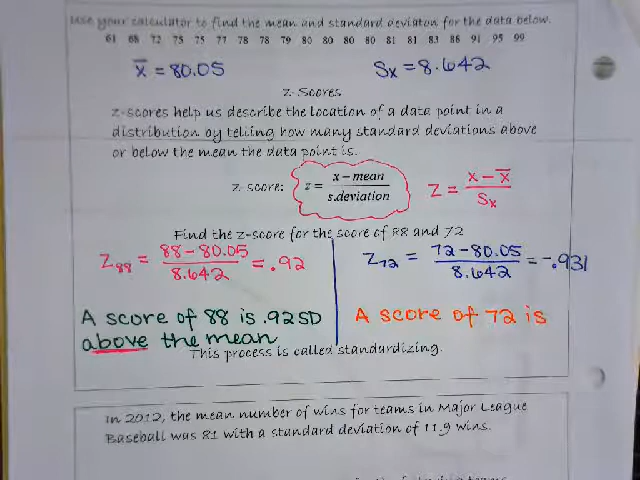 Use your calculator to find the mean and standard deviaton for the data below.
61 68 72 75 75 77 78 78 79 80 80 80 80 81 81 83 88 91 95 99
x̄ = 80.05 Sx = 8.642
z-Scores
z-scores help us describe the location of a data point in a
distribution by telling how many standard deviations above
or below the mean the data point is.
z-score: z = x - mean / s.deviation z = x - x̄ / Sx
Find the z-score for the score of 88 and 72
Z88 = 88 - 80.05 / 8.642 = .92
Z72 = 72 - 80.05 / 8.642 = -.931
A score of 88 is .92SD
above the mean
A score of 72 is
This process is called standardizing.
In 2012, the mean number of wins for teams in Major League
Baseball was 81 with a standard deviation of 11.9 wins.